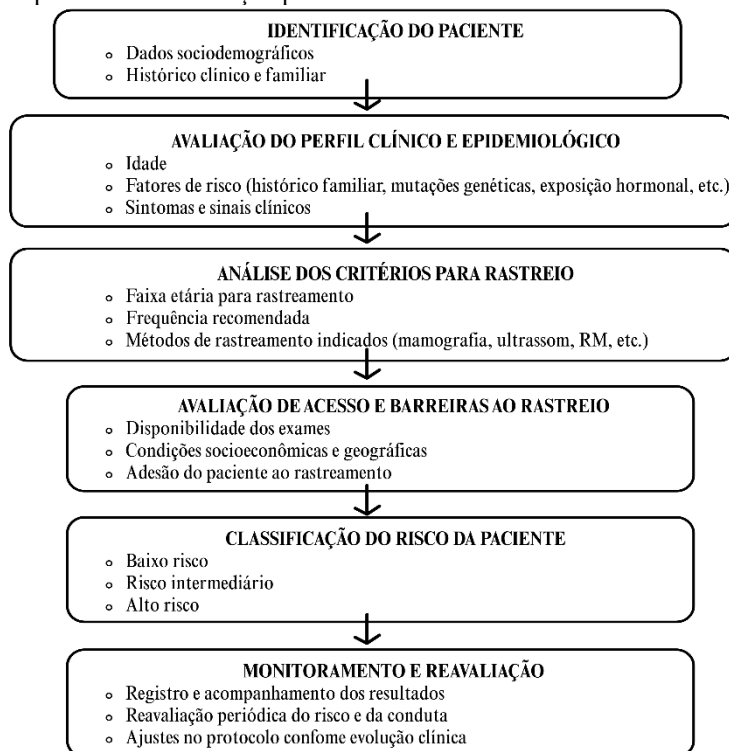 IDENTIFICAÇÃO DO PACIENTE
Dados sociodemográficos
Histórico clínico e familiar
AVALIAÇÃO DO PERFIL CLÍNICO E EPIDEMIOLÓGICO
Idade
Fatores de risco (histórico familiar, mutações genéticas, exposição hormonal, etc.)
Sintomas e sinais clínicos
ANÁLISE DOS CRITÉRIOS PARA RASTREIO
Faixa etária para rastreamento
Frequência recomendada
Métodos de rastreamento indicados (mamografia, ultrassom, RM, etc.)
AVALIAÇÃO DE ACESSO E BARREIRAS AO RASTREIO
Disponibilidade dos exames
Condições socioeconômicas e geográficas
Adesão do paciente ao rastreamento
CLASSIFICAÇÃO DO RISCO DA PACIENTE
Baixo risco
Risco intermediário
Alto risco
MONITORAMENTO E REAVALIAÇÃO
Registro e acompanhamento dos resultados
Reavaliação periódica do risco e da conduta
Ajustes no protocolo confome evolução clínica